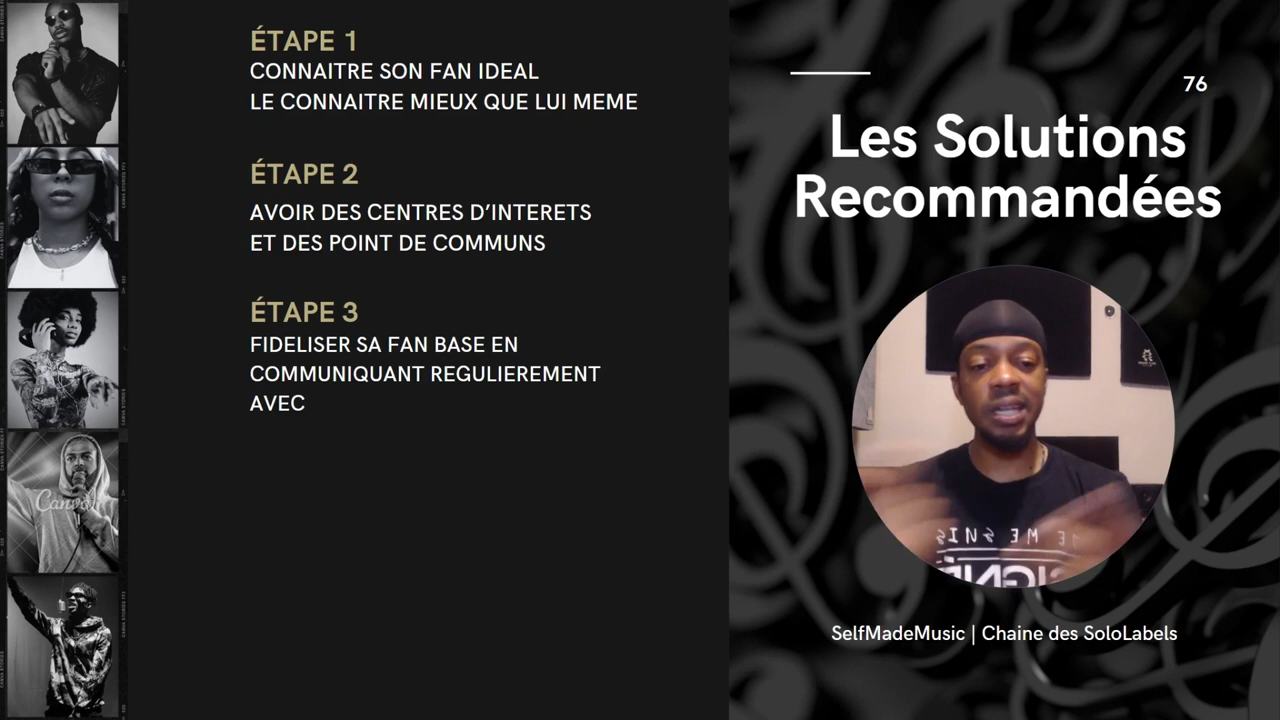 ÉTAPE 1
CONNAITRE SON FAN IDEAL
LE CONNAITRE MIEUX QUE LUI MEME
ÉTAPE 2
AVOIR DES CENTRES D'INTERETS
ET DES POINT DE COMMUNS
ÉTAPE 3
FIDELISER SA FAN BASE EN
COMMUNIQUANT REGULIEREMENT
AVEC
76
Les Solutions
Recommandées
SelfMadeMusic | Chaine des SoloLabels
Canva